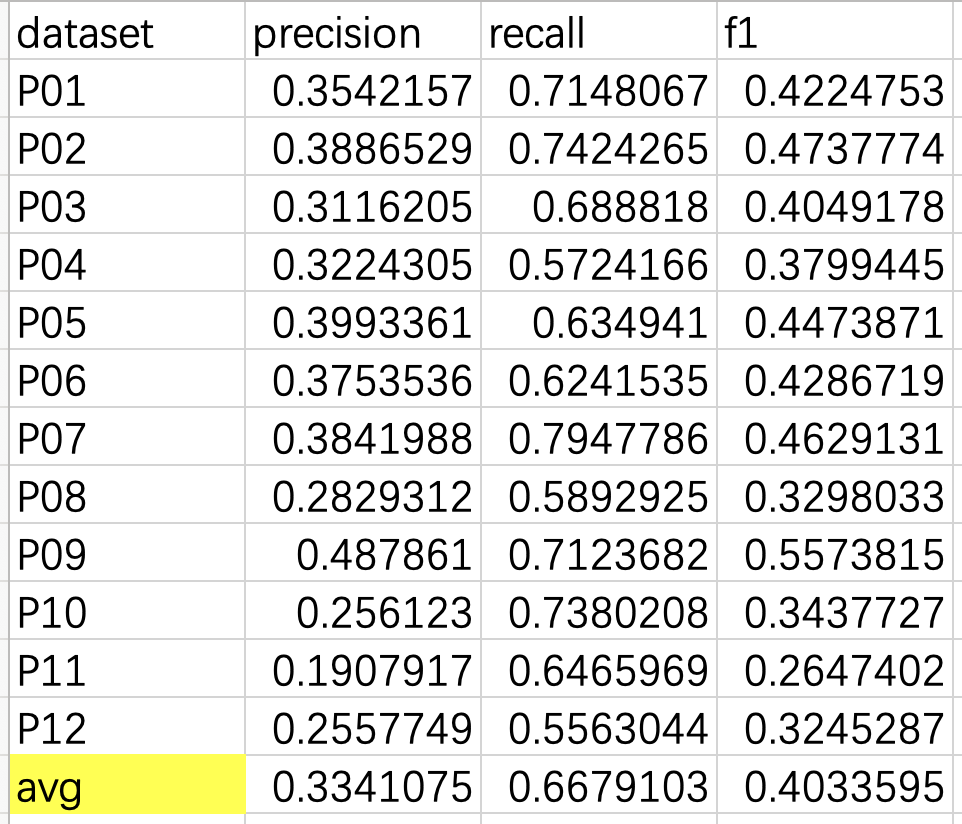 dataset precision recall f1
P01 0.3542157 0.7148067 0.4224753
P02 0.3886529 0.7424265 0.4737774
P03 0.3116205 0.688818 0.4049178
P04 0.3224305 0.5724166 0.3799445
P05 0.3993361 0.634941 0.4473871
P06 0.3753536 0.6241535 0.4286719
P07 0.3841988 0.7947786 0.4629131
P08 0.2829312 0.5892925 0.3298033
P09 0.487861 0.7123682 0.5573815
P10 0.256123 0.7380208 0.3437727
P11 0.1907917 0.6465969 0.2647402
P12 0.2557749 0.5563044 0.3245287
avg 0.3341075 0.6679103 0.4033595